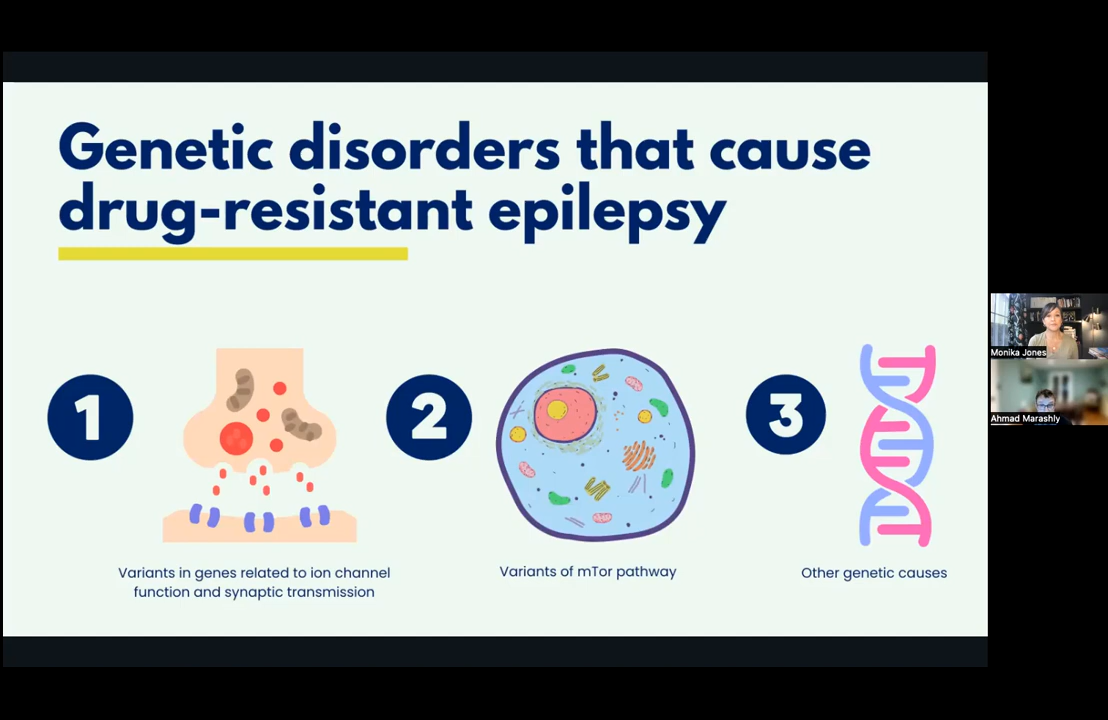 Genetic disorders that cause
drug-resistant epilepsy
1
2
3
Variants in genes related to ion channel
function and synaptic transmission
Variants of mTor pathway
Other genetic causes
Monika Jones
Ahmad Marashly